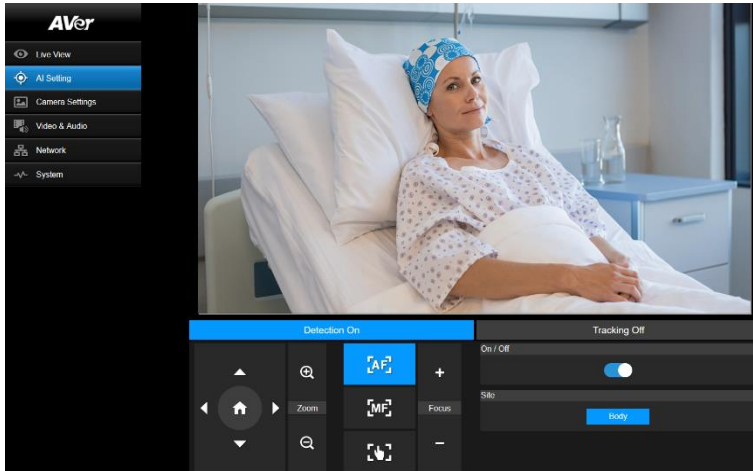 AVer
Live View
AI Setting
Camera Settings
Video & Audio
Network
System
Detection On
Tracking Off
On / Off
[AF]
+
Zoom
[MF]
Focus
Site
Body
−